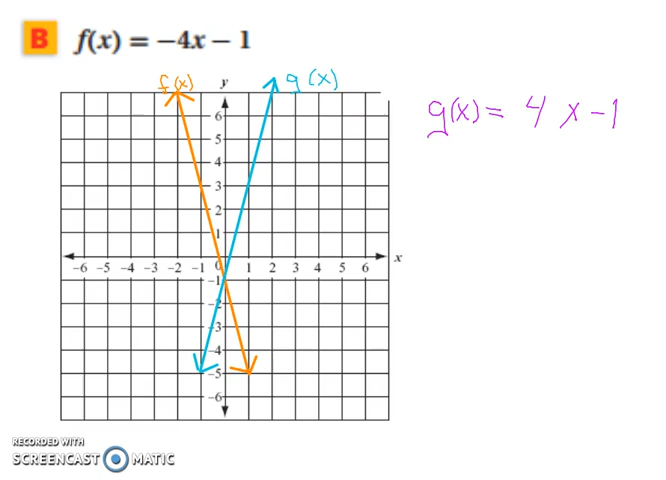 B f(x) = −4x − 1
f(x) y g(x)
g(x) = 4x − 1
6
5
4
3
2
1
−6 −5 −4 −3 −2 −1 0 1 2 3 4 5 6 x
−1
−2
−3
−4
−5
−6
RECORDED WITH
SCREENCAST MATIC